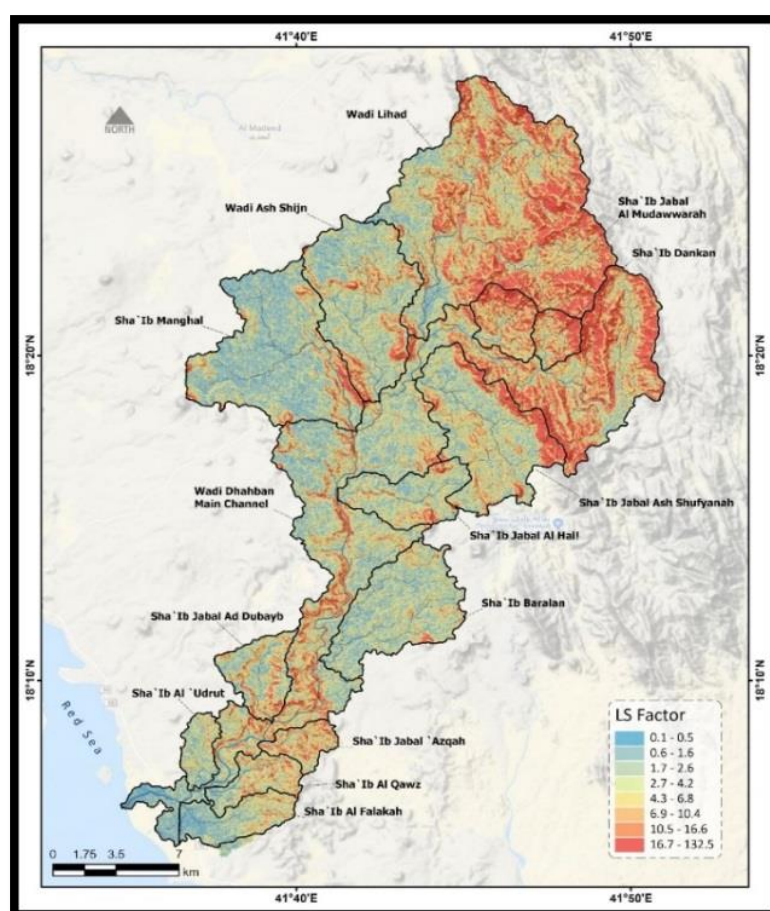 41°40'E
41°50'E
NORTH
Wadi Lihad
Wadi Ash Shijn
Sha`Ib Jabal
Al Mudawwarah
Sha`Ib Dankan
Sha`Ib Manghal
18°20'N
18°20'N
Wadi Dhahban
Main Channel
Sha`Ib Jabal Ash Shufyanah
Sha`Ib Jabal Al Hail
Sha`Ib Baralan
Sha`Ib Jabal Ad Dubayb
18°10'N
18°10'N
Sha`Ib Al `Udrut
Red Sea
Sha`Ib Jabal `Azqah
Sha`Ib Al Qawz
Sha`Ib Al Falakah
LS Factor
0.1 - 0.5
0.6 - 1.6
1.7 - 2.6
2.7 - 4.2
4.3 - 6.8
6.9 - 10.4
10.5 - 16.6
16.7 - 132.5
0 1.75 3.5 7
km
41°40'E
41°50'E